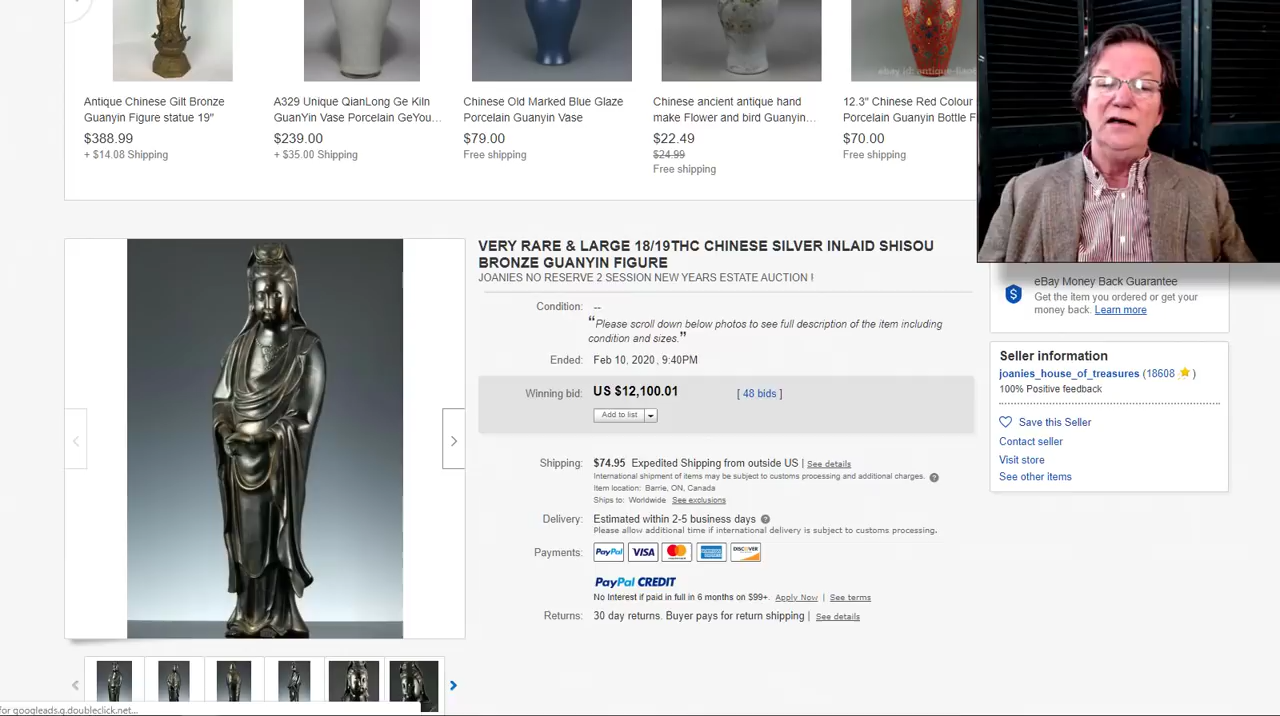 Antique Chinese Gilt Bronze
Guanyin Figure statue 19"
$388.99
+ $14.08 Shipping
A329 Unique QianLong Ge Kiln
GuanYin Vase Porcelain GeYou...
$239.00
+ $35.00 Shipping
Chinese Old Marked Blue Glaze
Porcelain Guanyin Vase
$79.00
Free shipping
Chinese ancient antique hand
make Flower and bird Guanyin...
$22.49
$24.99
Free shipping
12.3" Chinese Red Colour
Porcelain Guanyin Bottle F
$70.00
Free shipping
VERY RARE & LARGE 18/19THC CHINESE SILVER INLAID SHISOU
BRONZE GUANYIN FIGURE
JOANIES NO RESERVE 2 SESSION NEW YEARS ESTATE AUCTION !
Condition: --
"Please scroll down below photos to see full description of the item including
condition and sizes."
Ended: Feb 10, 2020 , 9:40PM
Winning bid: US $12,100.01 [ 48 bids ]
Add to list
Shipping: $74.95 Expedited Shipping from outside US | See details
International shipment of items may be subject to customs processing and additional charges.
Item location: Barrie, ON, Canada
Ships to: Worldwide See exclusions
Delivery: Estimated within 2-5 business days
Please allow additional time if international delivery is subject to customs processing.
Payments: PayPal VISA MasterCard AMERICAN EXPRESS DISCOVER
PayPal CREDIT
No Interest if paid in full in 6 months on $99+. Apply Now | See terms
Returns: 30 day returns. Buyer pays for return shipping | See details
eBay Money Back Guarantee
Get the item you ordered or get your
money back. Learn more
Seller information
joanies_house_of_treasures (18608 )
100% Positive feedback
Save this Seller
Contact seller
Visit store
See other items
for googleads.g.doubleclick.net...